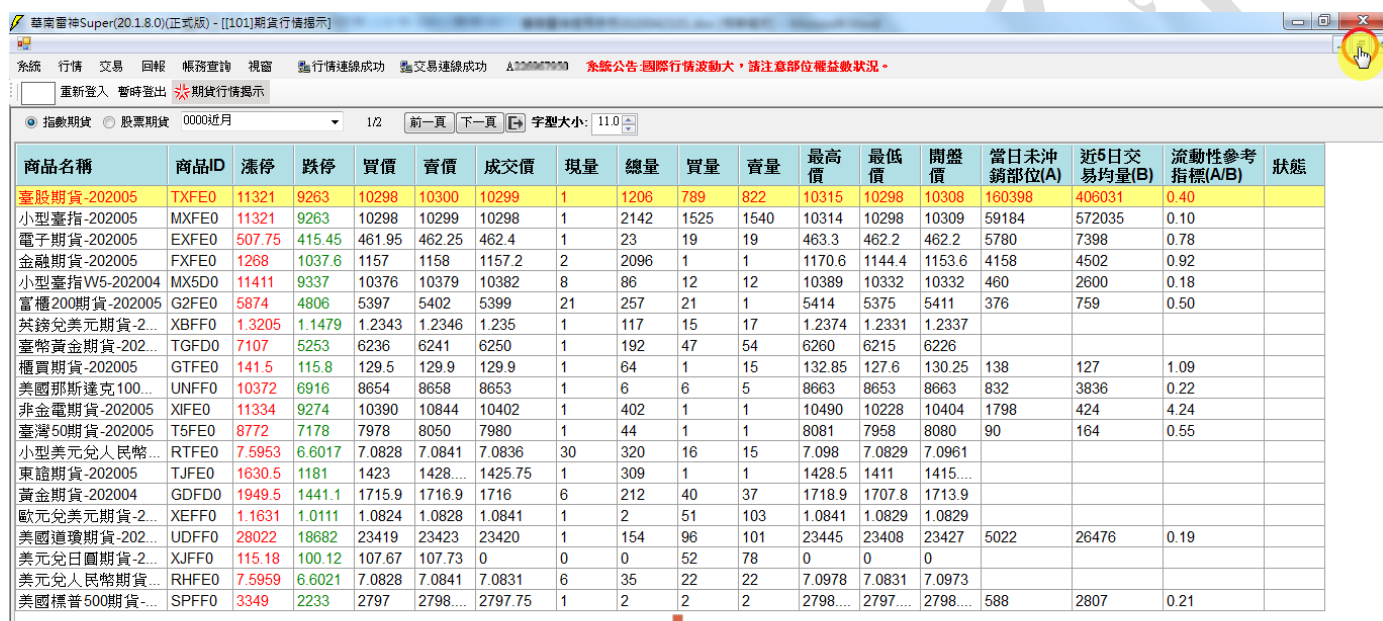 華南雷神Super(20.1.8.0)(正式版) - [[101]期貨行情揭示]
系統 行情 交易 回報 帳務查詢 視窗 行情連線成功 交易連線成功 系統公告:國際行情波動大，請注意部位權益數狀況。
重新登入 暫時登出 期貨行情揭示
指數期貨 股票期貨 0000近月 1/2 前一頁 下一頁 字型大小: 11.0
商品名稱 商品ID 漲停 跌停 買價 賣價 成交價 現量 總量 買量 賣量 最高價 最低價 開盤價 當日未沖銷部位(A) 近5日交易均量(B) 流動性參考指標(A/B) 狀態
臺股期貨-202005 TXFE0 11321 9263 10298 10300 10299 1 1206 789 822 10315 10298 10308 160398 406031 0.40
小型臺指-202005 MXFE0 11321 9263 10298 10299 10298 1 2142 1525 1540 10314 10298 10309 59184 572035 0.10
電子期貨-202005 EXFE0 507.75 415.45 461.95 462.25 462.4 1 23 19 19 463.3 462.2 462.2 5780 7398 0.78
金融期貨-202005 FXFE0 1268 1037.6 1157 1158 1157.2 2 2096 1 1 1170.6 1144.4 1153.6 4158 4502 0.92
小型臺指W5-202004 MX5D0 11411 9337 10376 10379 10382 8 86 12 12 10389 10332 10332 460 2600 0.18
富櫃200期貨-202005 G2FE0 5874 4806 5397 5402 5399 21 257 21 1 5414 5375 5411 376 759 0.50
英鎊兌美元期貨-2... XBFF0 1.3205 1.1479 1.2343 1.2346 1.235 1 117 15 17 1.2374 1.2331 1.2337
臺幣黃金期貨-202... TGFD0 7107 5253 6236 6241 6250 1 192 47 54 6260 6215 6226
櫃買期貨-202005 GTFE0 141.5 115.8 129.5 129.9 129.9 1 64 1 15 132.85 127.6 130.25 138 127 1.09
美國那斯達克100... UNFF0 10372 6916 8654 8658 8653 1 6 6 5 8663 8653 8663 832 3836 0.22
非金電期貨-202005 XIFE0 11334 9274 10390 10844 10402 1 402 1 1 10490 10228 10404 1798 424 4.24
臺灣50期貨-202005 T5FE0 8772 7178 7978 8050 7980 1 44 1 1 8081 7958 8080 90 164 0.55
小型美元兌人民幣... RTFE0 7.5953 6.6017 7.0828 7.0841 7.0836 30 320 16 15 7.098 7.0829 7.0961
東證期貨-202005 TJFE0 1630.5 1181 1423 1428.... 1425.75 1 309 1 1 1428.5 1411 1415....
黃金期貨-202004 GDFD0 1949.5 1441.1 1715.9 1716.9 1716 6 212 40 37 1718.9 1707.8 1713.9
歐元兌美元期貨-2... XEFF0 1.1631 1.0111 1.0824 1.0828 1.0841 1 2 51 103 1.0841 1.0829 1.0829
美國道瓊期貨-202... UDFF0 28022 18682 23419 23423 23420 1 154 96 101 23445 23408 23427 5022 26476 0.19
美元兌日圓期貨-2... XJFF0 115.18 100.12 107.67 107.73 0 0 0 52 78 0 0 0
美元兌人民幣期貨... RHFE0 7.5959 6.6021 7.0828 7.0841 7.0831 6 35 22 22 7.0978 7.0831 7.0973
美國標普500期貨-... SPFF0 3349 2233 2797 2798.... 2797.75 1 2 2 2 2798.... 2797.... 2798.... 588 2807 0.21